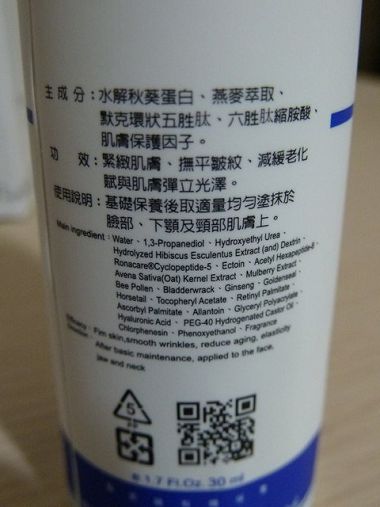 主成分:水解秋葵蛋白、燕麥萃取、
默克環狀五胜肽、六胜肽縮胺酸、
肌膚保護因子。
功 效:緊緻肌膚、撫平皺紋、減緩老化
賦與肌膚彈立光澤。
使用說明:基礎保養後取適量均勻塗抹於
臉部、下顎及頸部肌膚上。
Main ingredient:Water、1,3-Propanediol、Hydroxyethyl Urea、
Hydrolyzed Hibiscus Esculentus Extract (and) Dextrin、
Ronacare®Cyclopeptide-5、Ectoin、Acetyl Hexapeptide-8、
Avena Sativa(Oat) Kernel Extract、Mulberry Extract、
Bee Pollen、Bladderwrack、Ginseng、Goldenseal、
Horsetail、Tocopheryl Acetate、Retinyl Palmitate、
Ascorbyl Palmitate、Allantoin、Glyceryl Polyacrylate、
Hyaluronic Acid、PEG-40 Hydrogenated Castor Oil、
Chlorphenesin、Phenoxyethanol、Fragrance
Efficacy:Firm skin,smooth wrinkles, reduce aging, elasticity
After basic maintenance, applied to the face,
jaw and neck
5
1.7 Fl.Oz. 30 ml